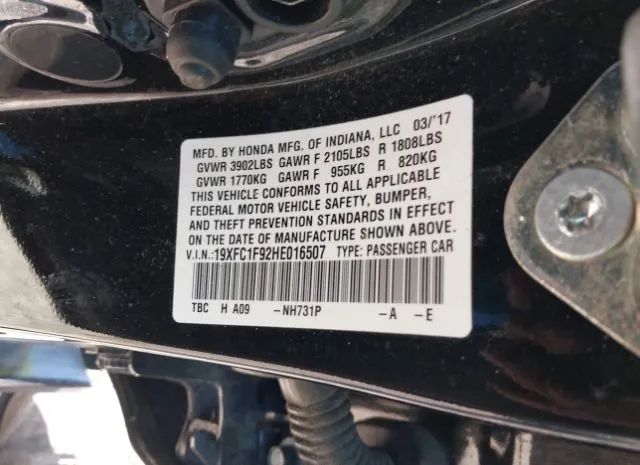 MFD. BY HONDA MFG. OF INDIANA, LLC 03/'17
GVWR 3902LBS GAWR F 2105LBS R 1808LBS
GVWR 1770KG GAWR F 955KG R 820KG
THIS VEHICLE CONFORMS TO ALL APPLICABLE
FEDERAL MOTOR VEHICLE SAFETY, BUMPER,
AND THEFT PREVENTION STANDARDS IN EFFECT
ON THE DATE OF MANUFACTURE SHOWN ABOVE.
V.I.N.:19XFC1F92HE016507 TYPE: PASSENGER CAR
TBC H A09 -NH731P -A -E